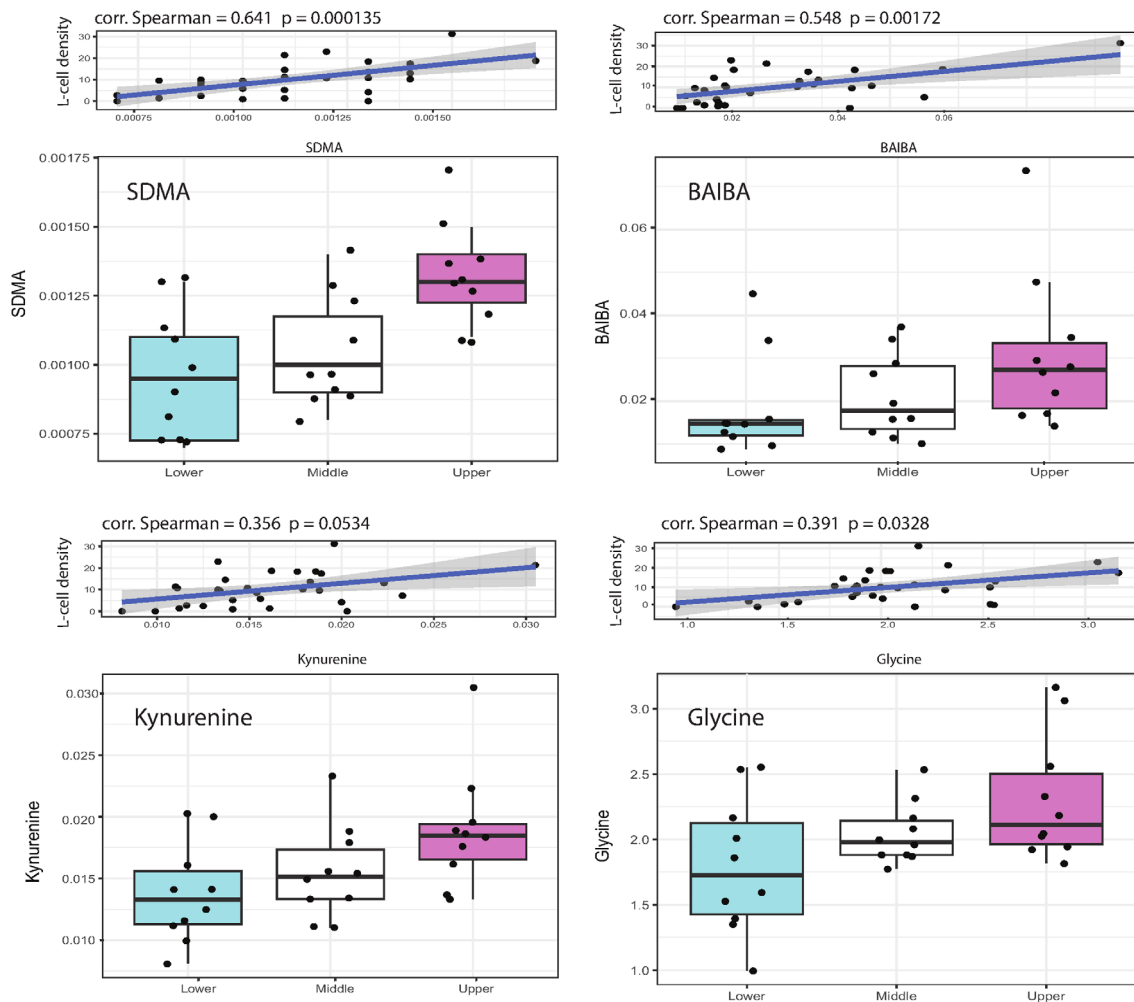 corr. Spearman = 0.641 p = 0.000135
L-cell density
30
20
10
0
0.00075
0.00100
0.00125
0.00150
SDMA
SDMA
SDMA
0.00175
0.00150
0.00125
0.00100
0.00075
Lower
Middle
Upper
corr. Spearman = 0.548 p = 0.00172
L-cell density
30
20
10
0
0.02
0.04
0.06
BAIBA
BAIBA
BAIBA
0.06
0.04
0.02
Lower
Middle
Upper
corr. Spearman = 0.356 p = 0.0534
L-cell density
30
20
10
0
0.010
0.015
0.020
0.025
0.030
Kynurenine
Kynurenine
Kynurenine
0.030
0.025
0.020
0.015
0.010
Lower
Middle
Upper
corr. Spearman = 0.391 p = 0.0328
L-cell density
30
20
10
0
1.0
1.5
2.0
2.5
3.0
Glycine
Glycine
Glycine
3.0
2.5
2.0
1.5
1.0
Lower
Middle
Upper